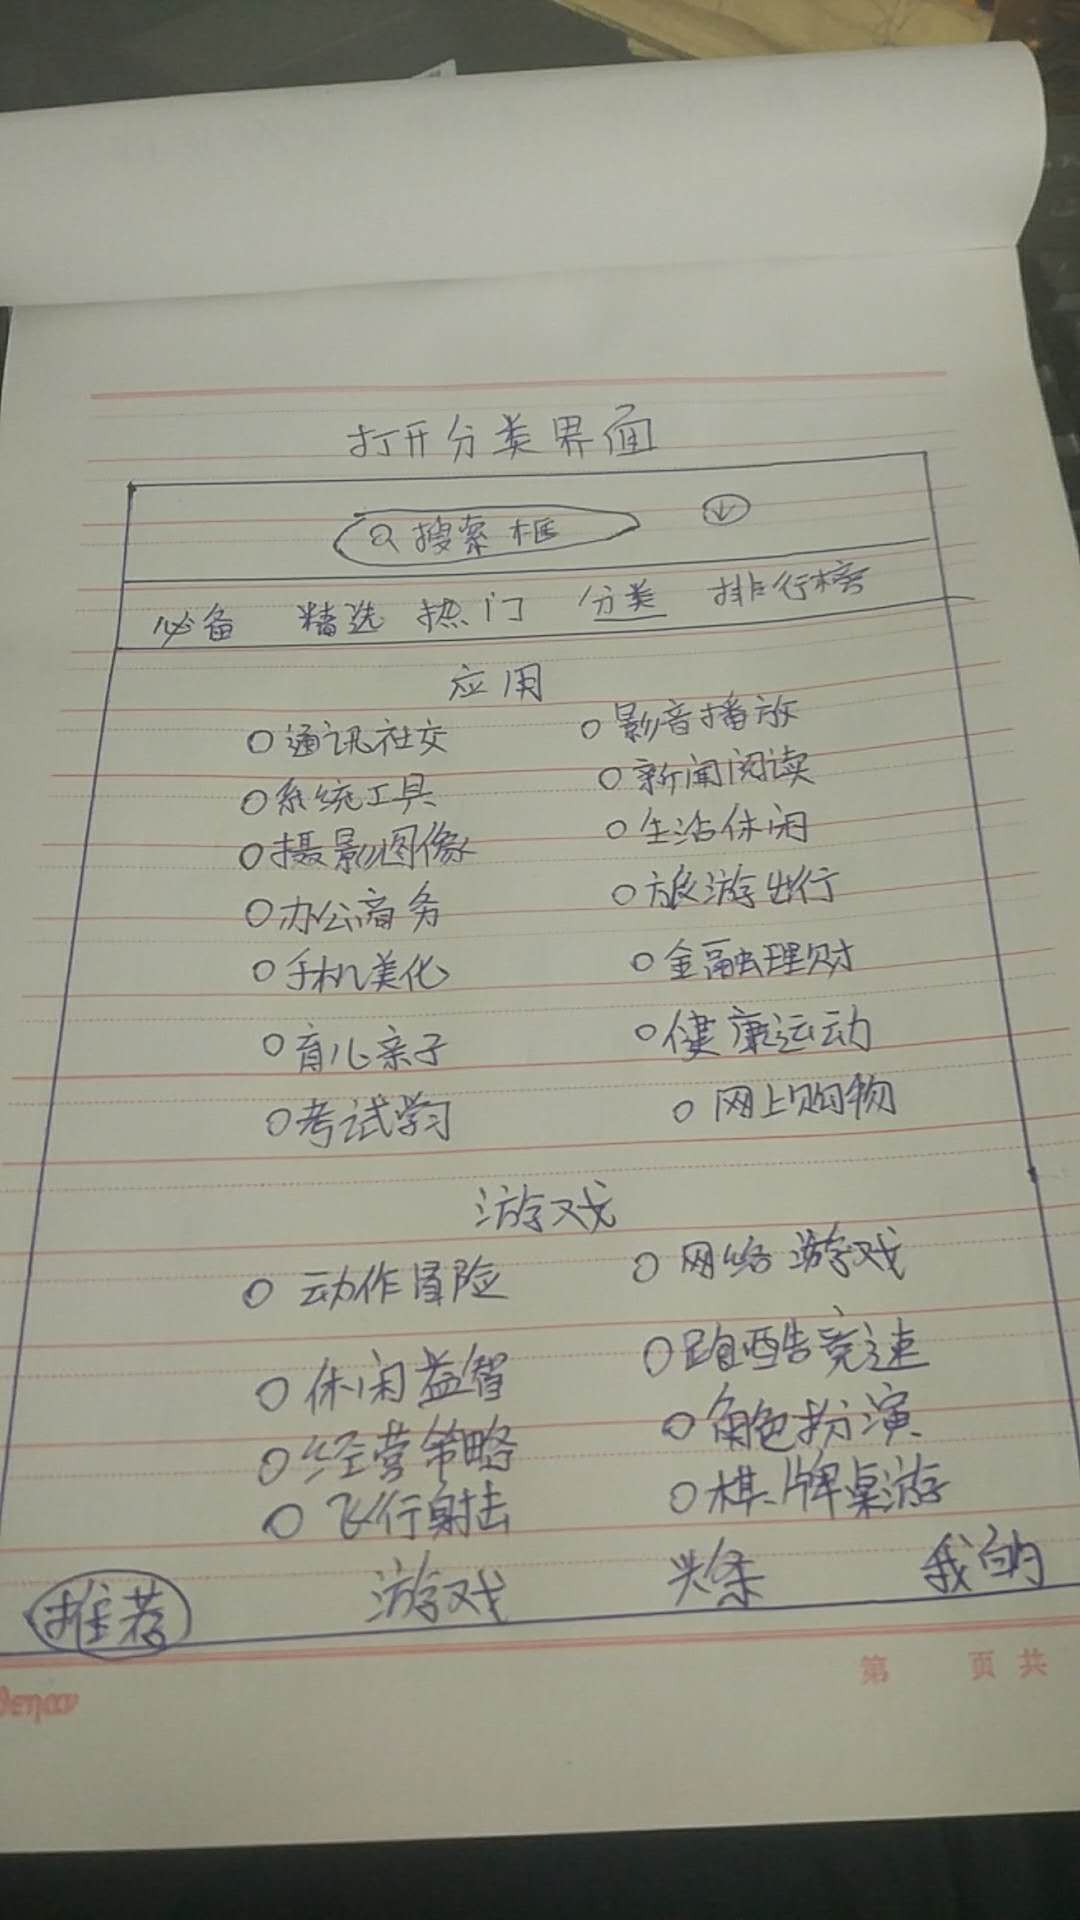 打开分类界面
搜索框
必备 精选 热门 分类 排行榜
应用
通讯社交 影音播放
系统工具 新闻阅读
摄影图像 生活休闲
办公商务 旅游出行
手机美化 金融理财
育儿亲子 健康运动
考试学习 网上购物
游戏
动作冒险 网络游戏
休闲益智 跑酷竞速
经营策略 角色扮演
飞行射击 棋牌桌游
推荐 游戏 头条 我的
第 页 共